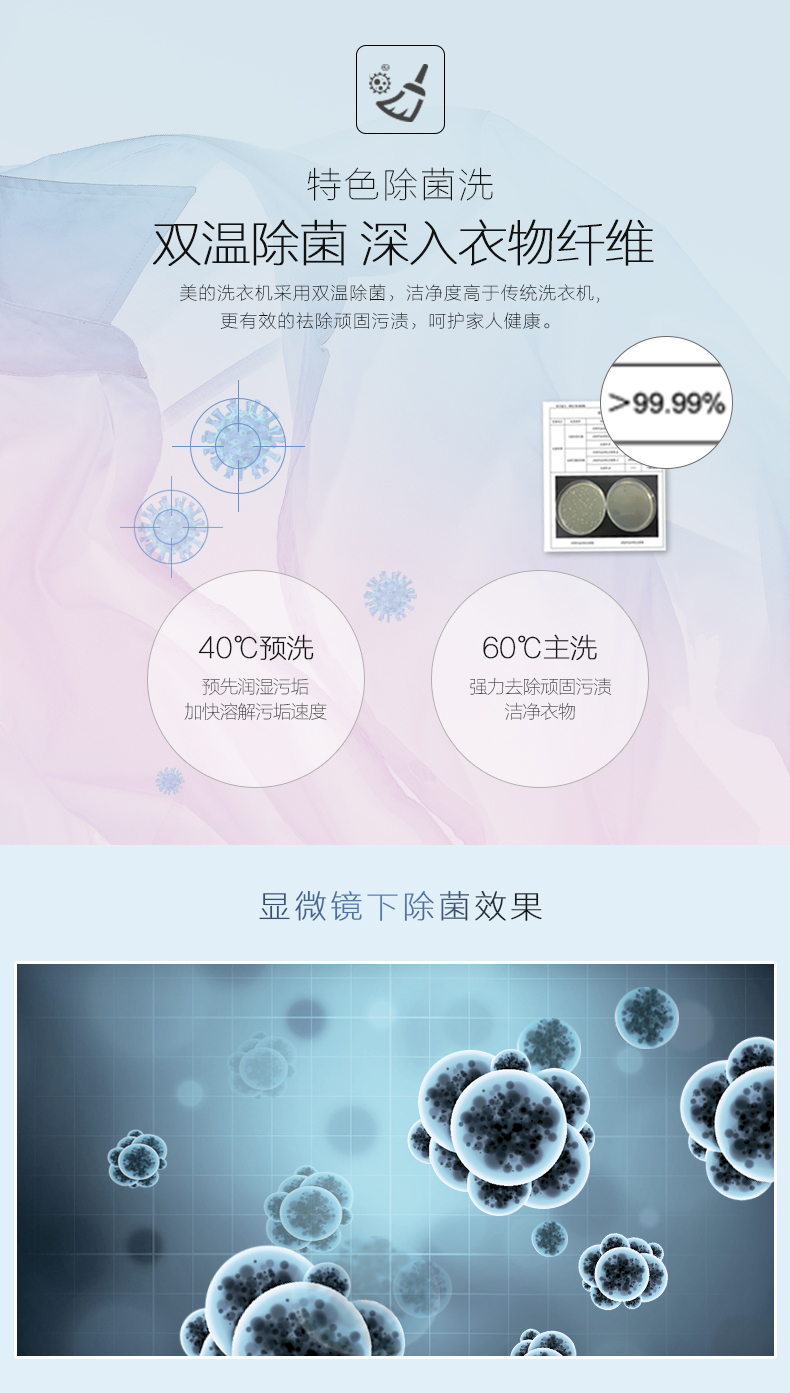 特色除菌洗
双温除菌 深入衣物纤维
美的洗衣机采用双温除菌，洁净度高于传统洗衣机，
更有效的祛除顽固污渍，呵护家人健康。
>99.99%
40℃预洗
预先润湿污垢
加快溶解污垢速度
60℃主洗
强力去除顽固污渍
洁净衣物
显微镜下除菌效果